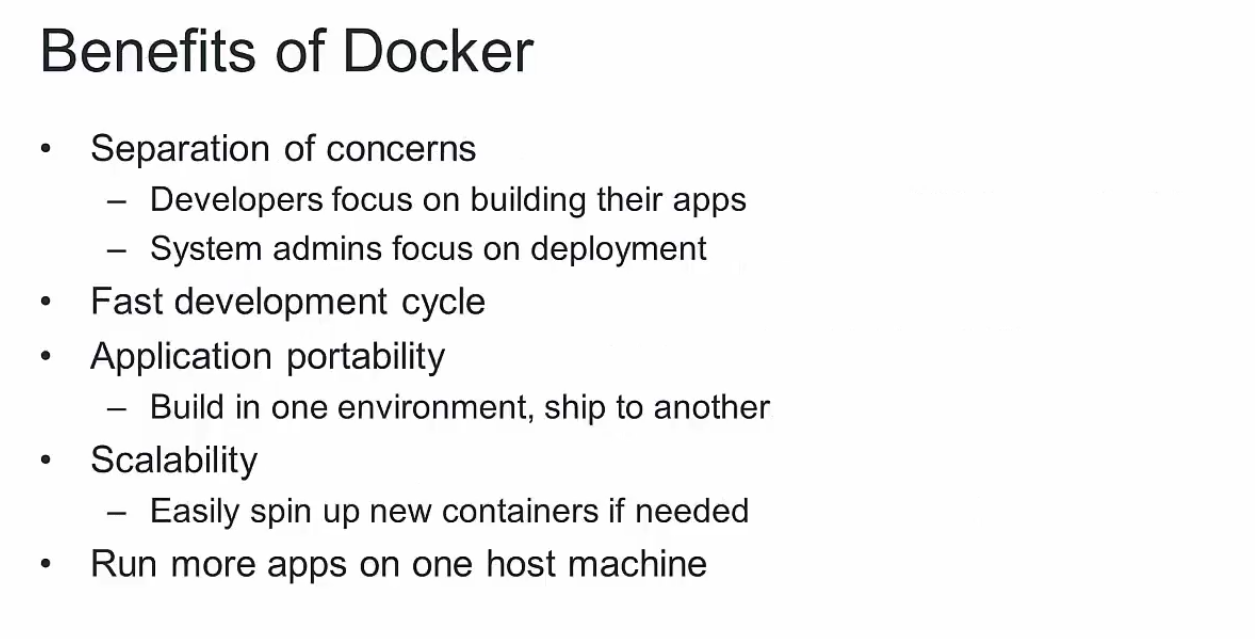 Benefits of Docker
• Separation of concerns
– Developers focus on building their apps
– System admins focus on deployment
• Fast development cycle
• Application portability
– Build in one environment, ship to another
• Scalability
– Easily spin up new containers if needed
• Run more apps on one host machine